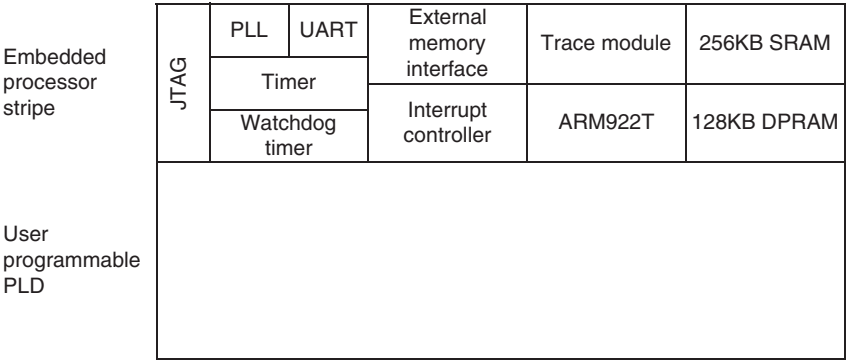 Embedded
processor
stripe
JTAG
PLL
UART
Timer
Watchdog
timer
External
memory
interface
Interrupt
controller
Trace module
ARM922T
256KB SRAM
128KB DPRAM
User
programmable
PLD